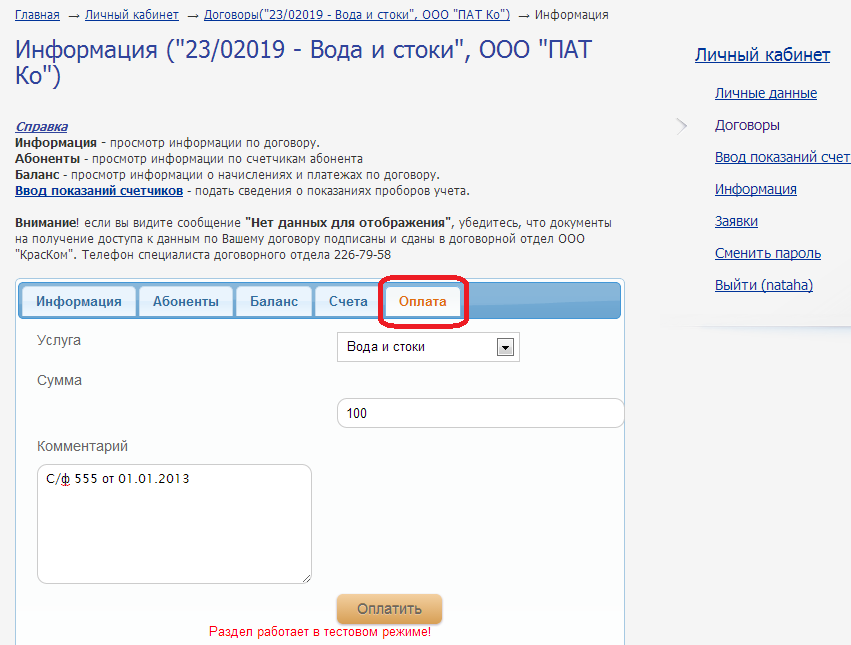 Главная → Личный кабинет → Договоры("23/02019 - Вода и стоки", ООО "ПАТ Ко") → Информация
Информация ("23/02019 - Вода и стоки", ООО "ПАТ
Ко")
Справка
Информация - просмотр информации по договору.
Абоненты - просмотр информации по счетчикам абонента
Баланс - просмотр информации о начислениях и платежах по договору.
Ввод показаний счетчиков - подать сведения о показаниях проборов учета.
Внимание! если вы видите сообщение "Нет данных для отображения", убедитесь, что документы
на получение доступа к данным по Вашему договору подписаны и сданы в договорной отдел ООО
"КрасКом". Телефон специалиста договорного отдела 226-79-58
Информация Абоненты Баланс Счета Оплата
Услуга
Вода и стоки
Сумма
100
Комментарий
С/ф 555 от 01.01.2013
Оплатить
Раздел работает в тестовом режиме!
Личный кабинет
Личные данные
Договоры
Ввод показаний счет
Информация
Заявки
Сменить пароль
Выйти (nataha)